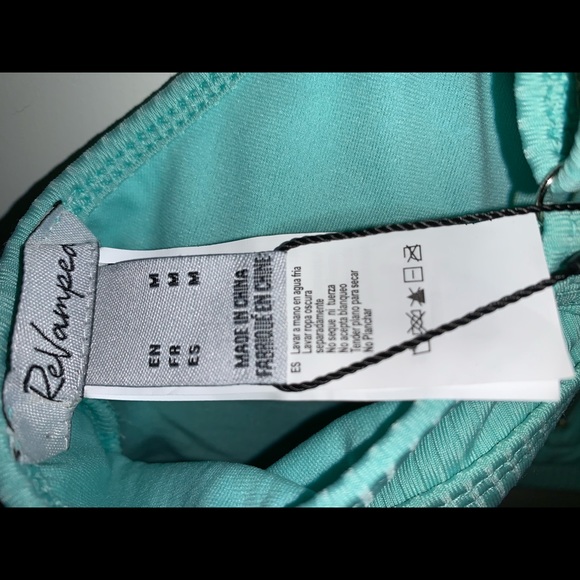 ReVamped
EN M
FR M
ES M
MADE IN CHINA
FABRIQUÉ EN CHINE
ES Lavar a mano en agua fria
Lavar ropa oscura
separadamente
No seque ni fuerza
No acepta blanqueo
Tender plano para secar
No Planchar